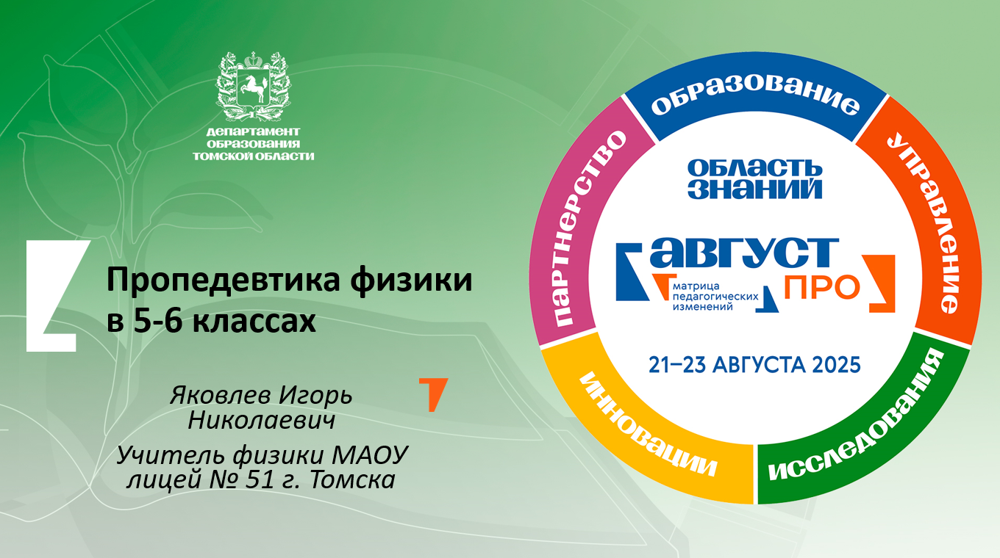 ДЕПАРТАМЕНТ
ОБРАЗОВАНИЯ
ТОМСКОЙ ОБЛАСТИ
Пропедевтика физики
в 5-6 классах
Яковлев Игорь
Николаевич
Учитель физики МАОУ
лицей № 51 г. Томска
ОБРАЗОВАНИЕ
УПРАВЛЕНИЕ
ИССЛЕДОВАНИЯ
ИННОВАЦИИ
ПАРТНЕРСТВО
ОБЛАСТЬ
ЗНАНИЙ
АВГУСТ
ПРО
матрица
педагогических
изменений
21–23 АВГУСТА 2025